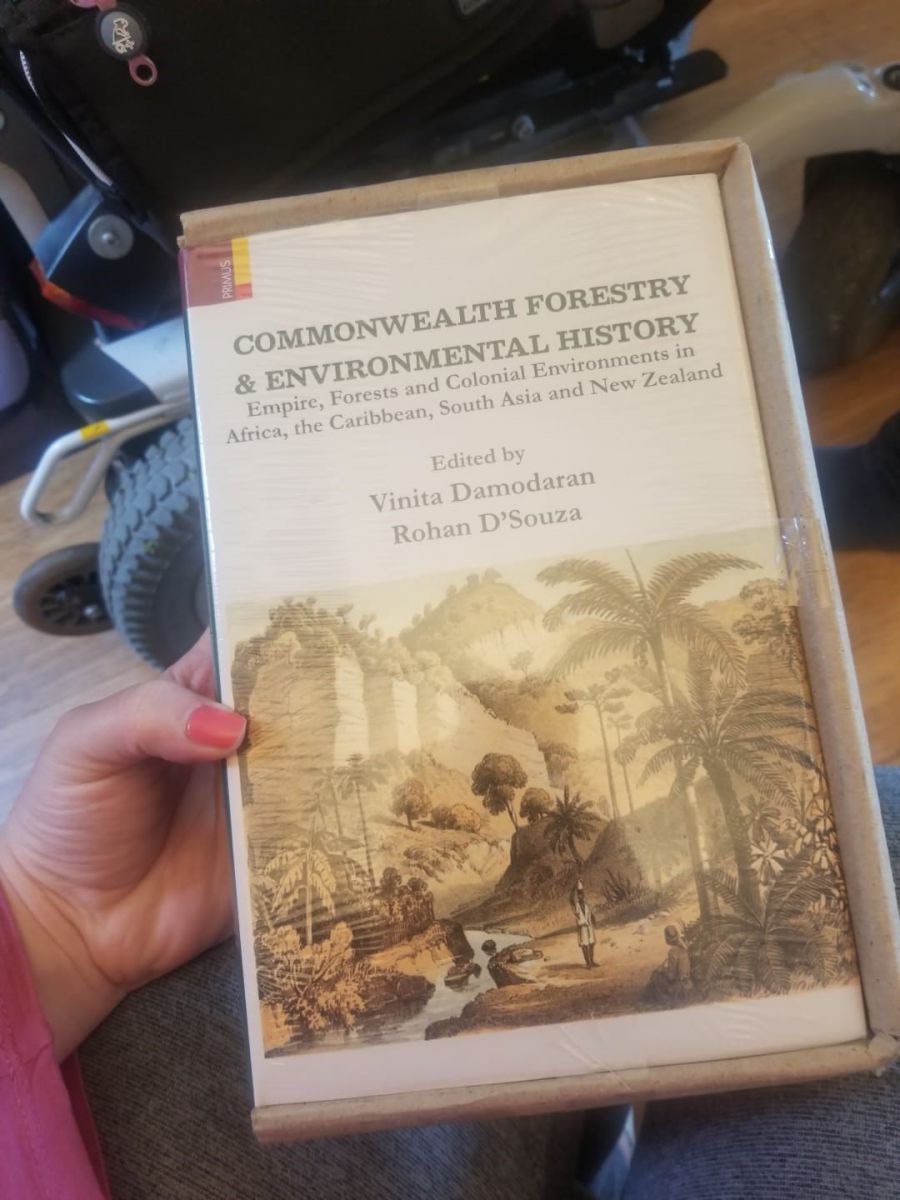 PRIMUS
COMMONWEALTH FORESTRY
& ENVIRONMENTAL HISTORY
Empire, Forests and Colonial Environments in
Africa, the Caribbean, South Asia and New Zealand
Edited by
Vinita Damodaran
Rohan D'Souza